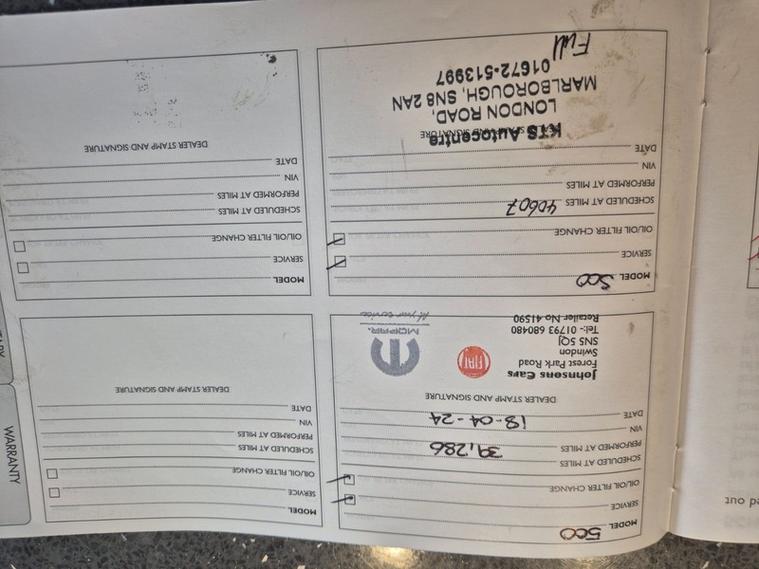 MODEL 500
SERVICE
OIL/OIL FILTER CHANGE
SCHEDULED AT MILES
PERFORMED AT MILES 39,286
VIN
DATE 18-04-24
DEALER STAMP AND SIGNATURE
Johnsons Cars
Forest Park Road
Swindon
SN5 5QJ
Tel: 01793 680480
Retailer No 41590
FIAT
MOPAR.
At your service
MODEL
SERVICE
OIL/OIL FILTER CHANGE
SCHEDULED AT MILES
PERFORMED AT MILES
VIN
DATE
DEALER STAMP AND SIGNATURE
MODEL 500
SERVICE
OIL/OIL FILTER CHANGE
SCHEDULED AT MILES 40607
PERFORMED AT MILES
VIN
DATE
DEALER STAMP AND SIGNATURE
KTS Autocentre
LONDON ROAD,
MARLBOROUGH, SN8 2AN
01672-513997
Full
MODEL
SERVICE
OIL/OIL FILTER CHANGE
SCHEDULED AT MILES
PERFORMED AT MILES
VIN
DATE
DEALER STAMP AND SIGNATURE
WARRANTY